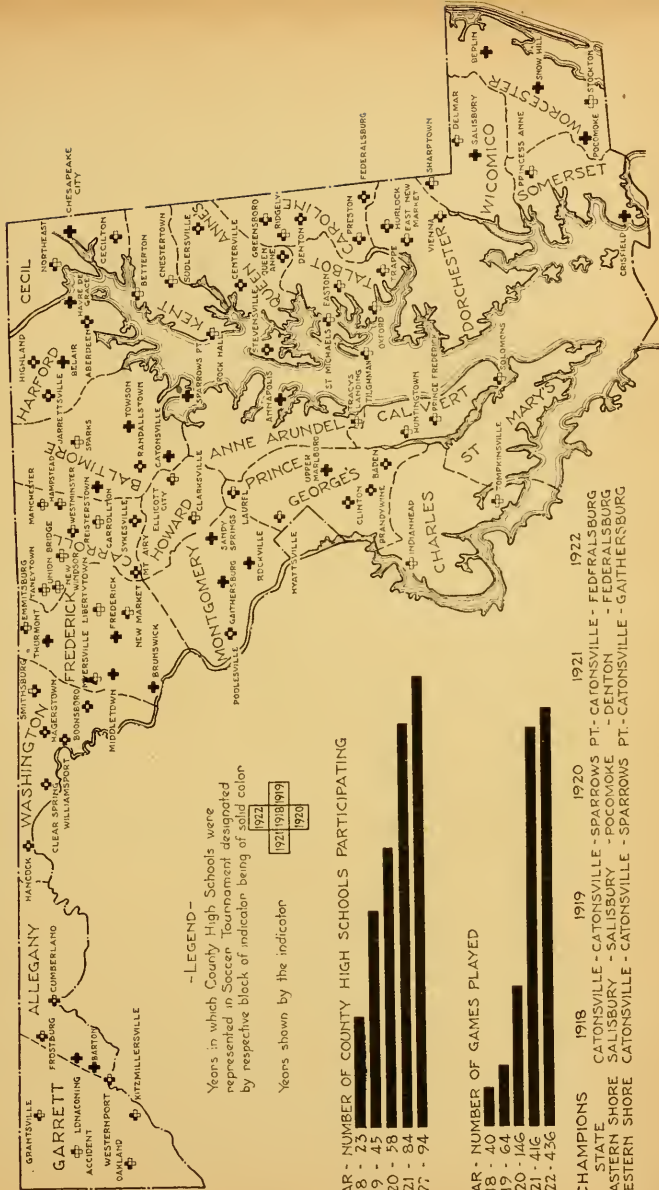 GARRETT
ALLEGANY
WASHINGTON
FREDERICK
CARROLL
BALTIMORE
HARFORD
CECIL
MONTGOMERY
HOWARD
ANNE ARUNDEL
PRINCE GEORGE'S
CALVERT
CHARLES
ST MARYS
KENT
QUEEN ANNE'S
CAROLINE
TALBOT
DORCHESTER
WICOMICO
SOMERSET
WORCESTER
GRANTSVILLE
FROSTBURG
CUMBERLAND
LONACONING
BARTON
ACCIDENT
WESTERNPORT
OAKLAND
KITZMILLERSVILLE
HANCOCK
CLEAR SPRING
WILLIAMSPORT
SMITHSBURG
HAGERSTOWN
BOONSBORO
MYERSVILLE
MIDDLETOWN
BRUNSWICK
EMMITSBURG
THURMONT
TANEYTOWN
UNION BRIDGE
NEW WINDSOR
LIBERTYTOWN
FREDERICK
NEW MARKET
MT AIRY
MANCHESTER
HAMPSTEAD
WESTMINSTER
REISTERSTOWN
CARROLLTON
SYKESVILLE
ELLICOTT CITY
CLARKSVILLE
SANDY SPRINGS
LAUREL
GAITHERSBURG
POOLESVILLE
ROCKVILLE
HYATTSVILLE
HIGHLAND
JARRETTSVILLE
BELAIR
ABERDEEN
HAVRE DE GRACE
SPARKS
TOWSON
RANDALLSTOWN
CATONSVILLE
SPARROWS PT.
NORTHEAST
CHESAPEAKE CITY
CECILTON
BETTERTON
CHESTERTOWN
ROCK HALL
SUDLERSVILLE
CENTERVILLE
STEVENSVILLE
QUEEN ANNE
GREENSBORO
RIDGELY
DENTON
ANNAPOLIS
ST MICHAELS
EASTON
TRAPPE
OXFORD
TILGHMAN
TRACYS LANDING
UPPER MARLBORO
CLINTON
BADEN
BRANDYWINE
INDIANHEAD
HUNTINGTOWN
PRINCE FREDERICK
SOLOMONS
TOMPKINSVILLE
PRESTON
FEDERALSBURG
HURLOCK
EAST NEW MARKET
VIENNA
SHARPTOWN
DELMAR
SALISBURY
PRINCESS ANNE
CRISFIELD
BERLIN
SNOW HILL
POCOMOKE
STOCKTON
-LEGEND-
Years in which County High Schools were
represented in Soccer Tournament designated
by respective block of indicator being of solid color
Years shown by the indicator
1922
1921 1918 1919
1920
AR - NUMBER OF COUNTY HIGH SCHOOLS PARTICIPATING
8 - 23
9 - 45
20 - 58
21 - 84
22 - 94
AR - NUMBER OF GAMES PLAYED
18 - 40
19 - 64
20 - 146
21 - 416
22 - 436
CHAMPIONS 1918 1919 1920 1921 1922
STATE CATONSVILLE - CATONSVILLE - SPARROWS PT. - CATONSVILLE - FEDERALSBURG
ASTERN SHORE SALISBURY - SALISBURY - POCOMOKE - DENTON - FEDERALSBURG
ESTERN SHORE CATONSVILLE - CATONSVILLE - SPARROWS PT. - CATONSVILLE - GAITHERSBURG